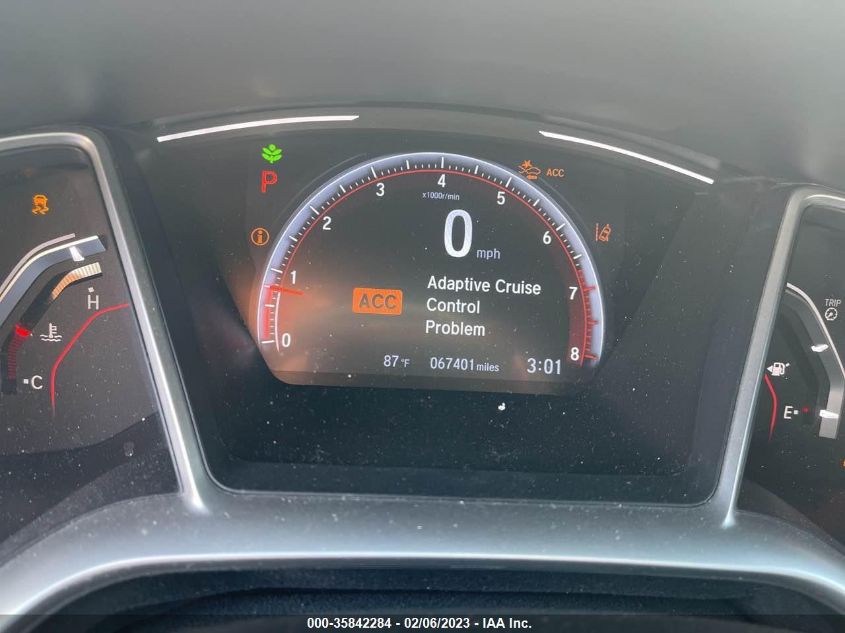 P
ACC
4
3
5
x1000r/min
2
0
mph
6
1
7
ACC
Adaptive Cruise
Control
Problem
0
8
87°F
067401 miles
3:01
H
C
TRIP
E
000-35842284 - 02/06/2023 - IAA Inc.